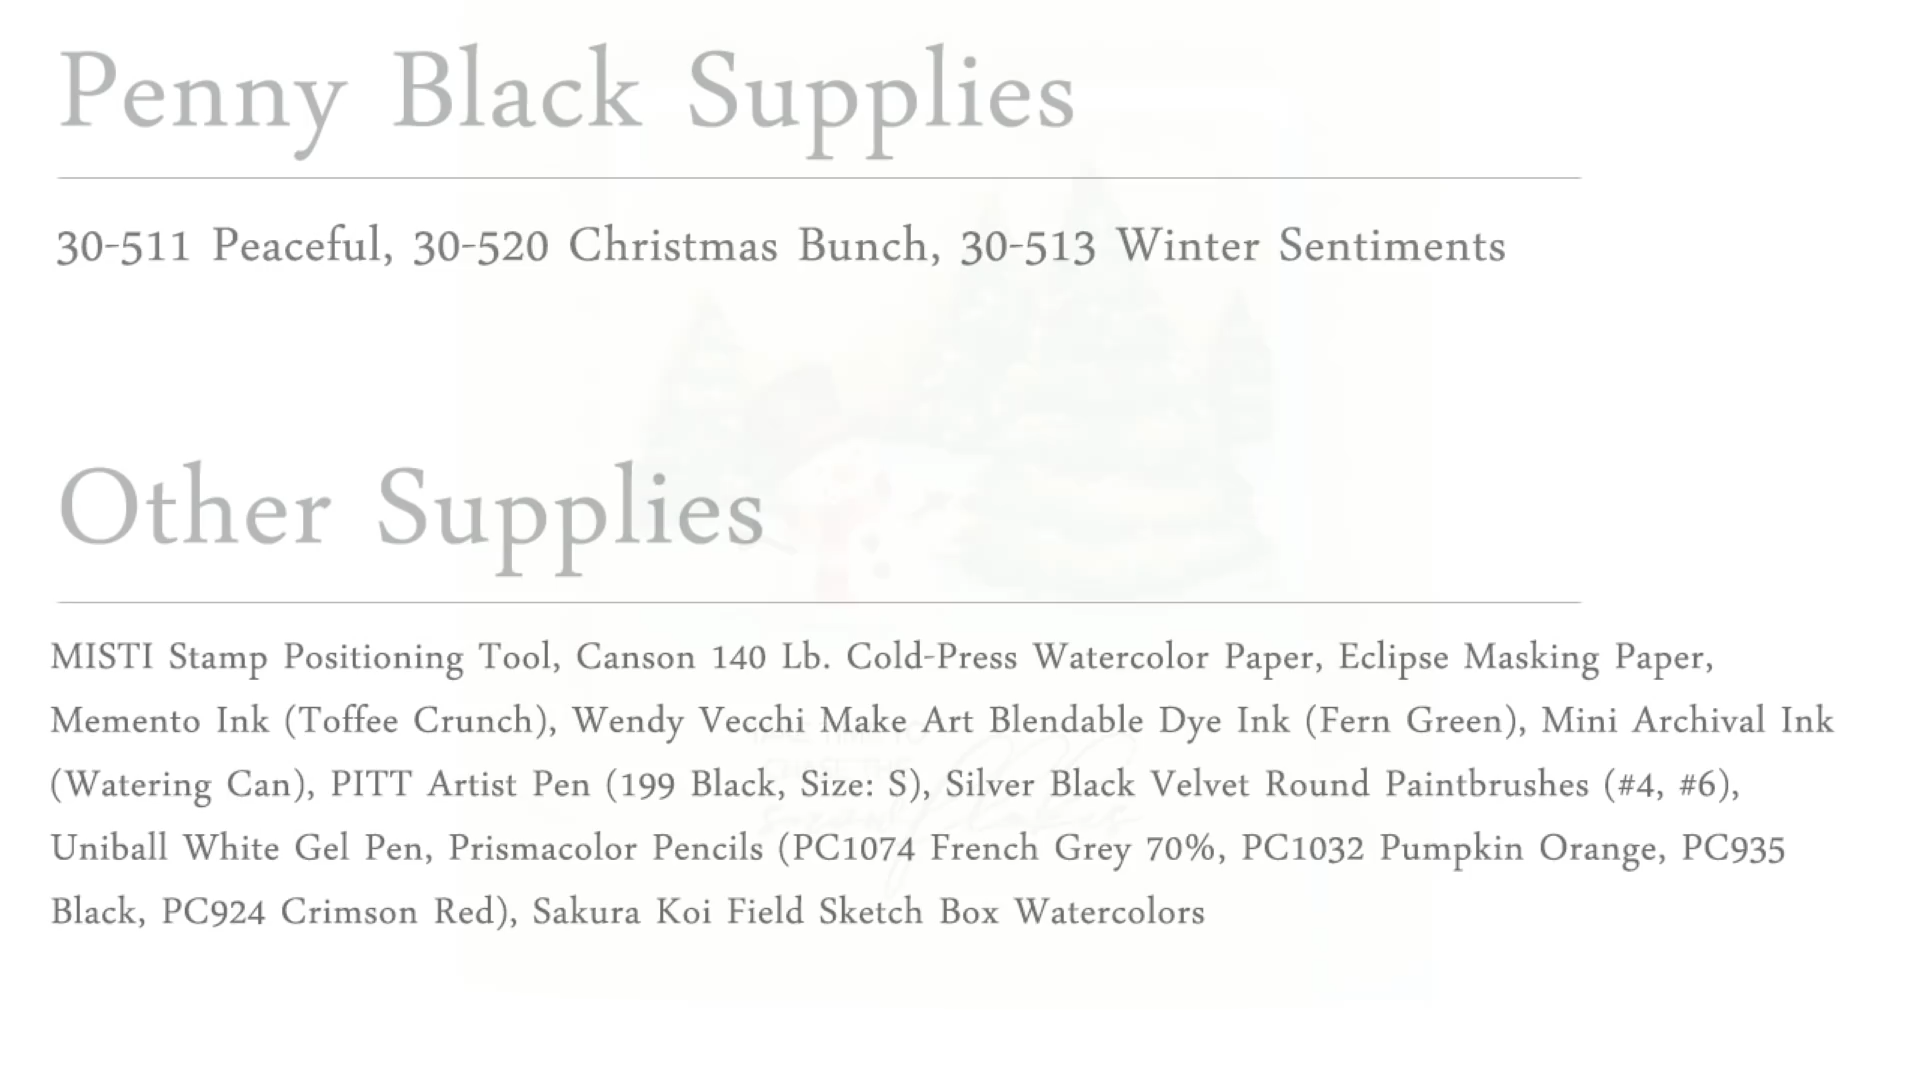 Penny Black Supplies
30-511 Peaceful, 30-520 Christmas Bunch, 30-513 Winter Sentiments
Other Supplies
MISTI Stamp Positioning Tool, Canson 140 Lb. Cold-Press Watercolor Paper, Eclipse Masking Paper,
Memento Ink (Toffee Crunch), Wendy Vecchi Make Art Blendable Dye Ink (Fern Green), Mini Archival Ink
(Watering Can), PITT Artist Pen (199 Black, Size: S), Silver Black Velvet Round Paintbrushes (#4, #6),
Uniball White Gel Pen, Prismacolor Pencils (PC1074 French Grey 70%, PC1032 Pumpkin Orange, PC935
Black, PC924 Crimson Red), Sakura Koi Field Sketch Box Watercolors